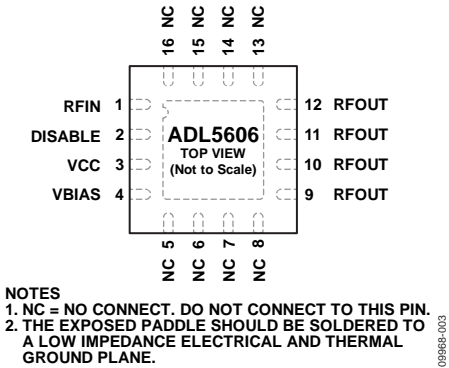 16 NC
15 NC
14 NC
13 NC
RFIN 1
DISABLE 2
VCC 3
VBIAS 4
ADL5606
TOP VIEW
(Not to Scale)
12 RFOUT
11 RFOUT
10 RFOUT
9 RFOUT
NC 5
NC 6
NC 7
NC 8
NOTES
1. NC = NO CONNECT. DO NOT CONNECT TO THIS PIN.
2. THE EXPOSED PADDLE SHOULD BE SOLDERED TO
A LOW IMPEDANCE ELECTRICAL AND THERMAL
GROUND PLANE.
09968-003